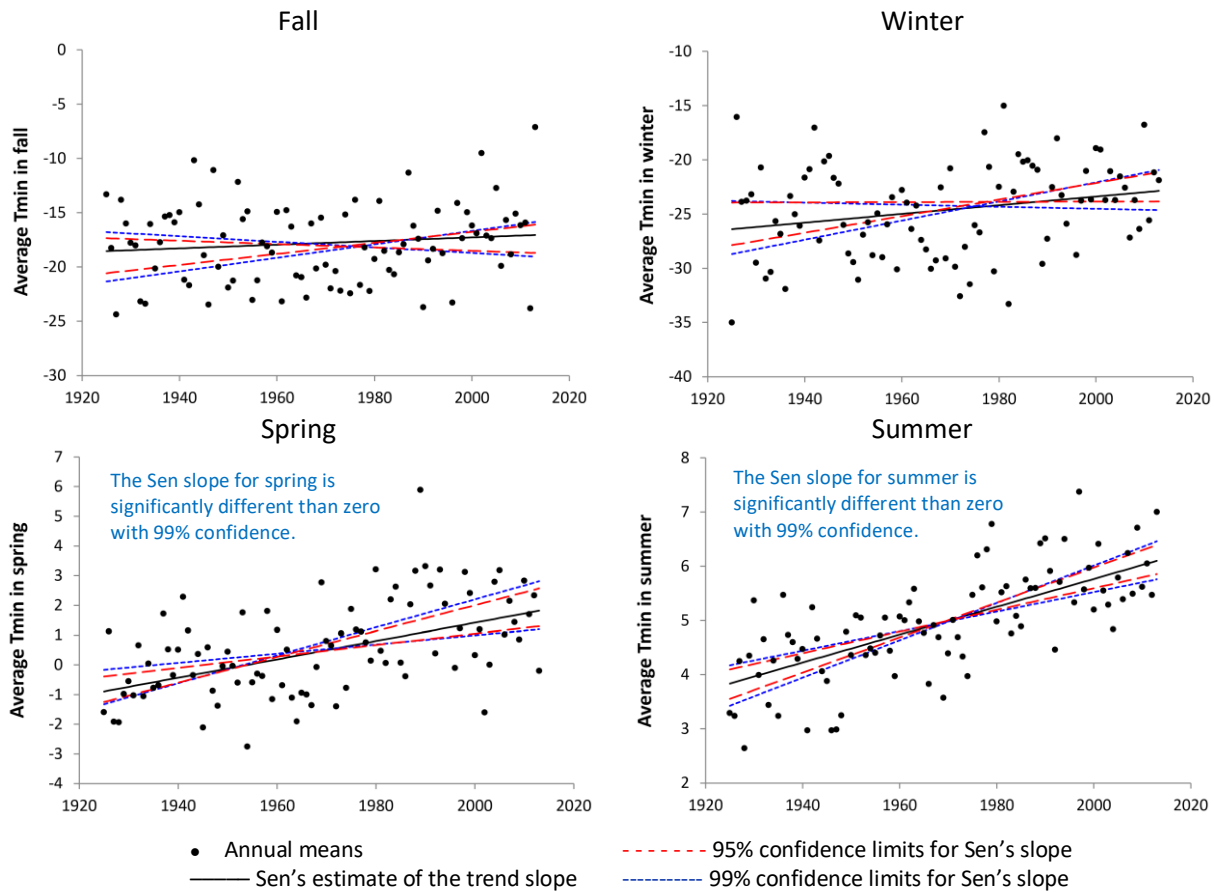 Fall
Average Tmin in fall
0
-5
-10
-15
-20
-25
-30
1920 1940 1960 1980 2000 2020
Winter
Average Tmin in winter
-10
-15
-20
-25
-30
-35
-40
1920 1940 1960 1980 2000 2020
Spring
The Sen slope for spring is
significantly different than zero
with 99% confidence.
Average Tmin in spring
7
6
5
4
3
2
1
0
-1
-2
-3
-4
1920 1940 1960 1980 2000 2020
Summer
The Sen slope for summer is
significantly different than zero
with 99% confidence.
Average Tmin in summer
8
7
6
5
4
3
2
1920 1940 1960 1980 2000 2020
Annual means
95% confidence limits for Sen’s slope
Sen’s estimate of the trend slope
99% confidence limits for Sen’s slope